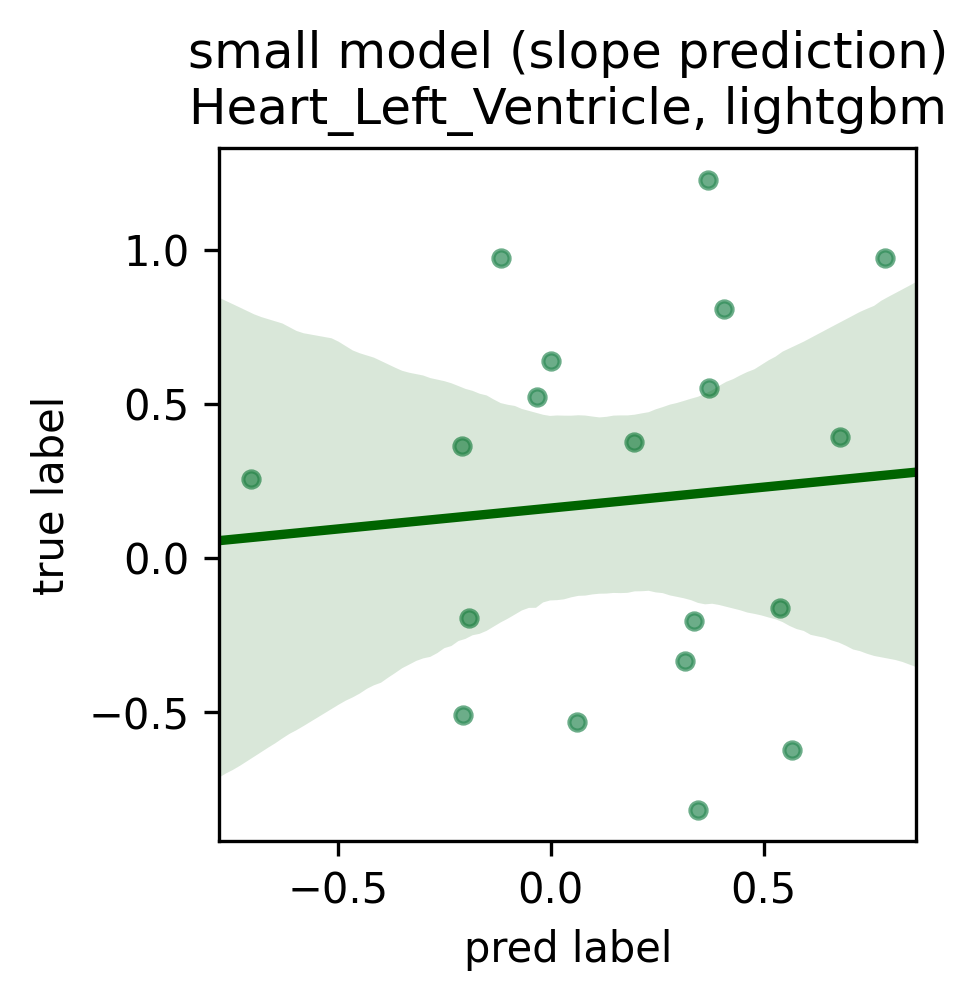 small model (slope prediction)
Heart_Left_Ventricle, lightgbm
1.0
0.5
0.0
−0.5
true label
−0.5 0.0 0.5
pred label